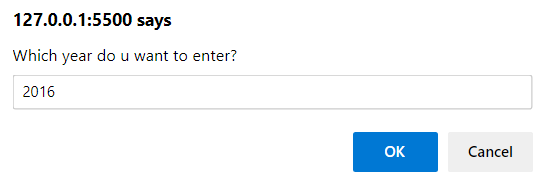 127.0.0.1:5500 says
Which year do u want to enter?
2016
OK Cancel